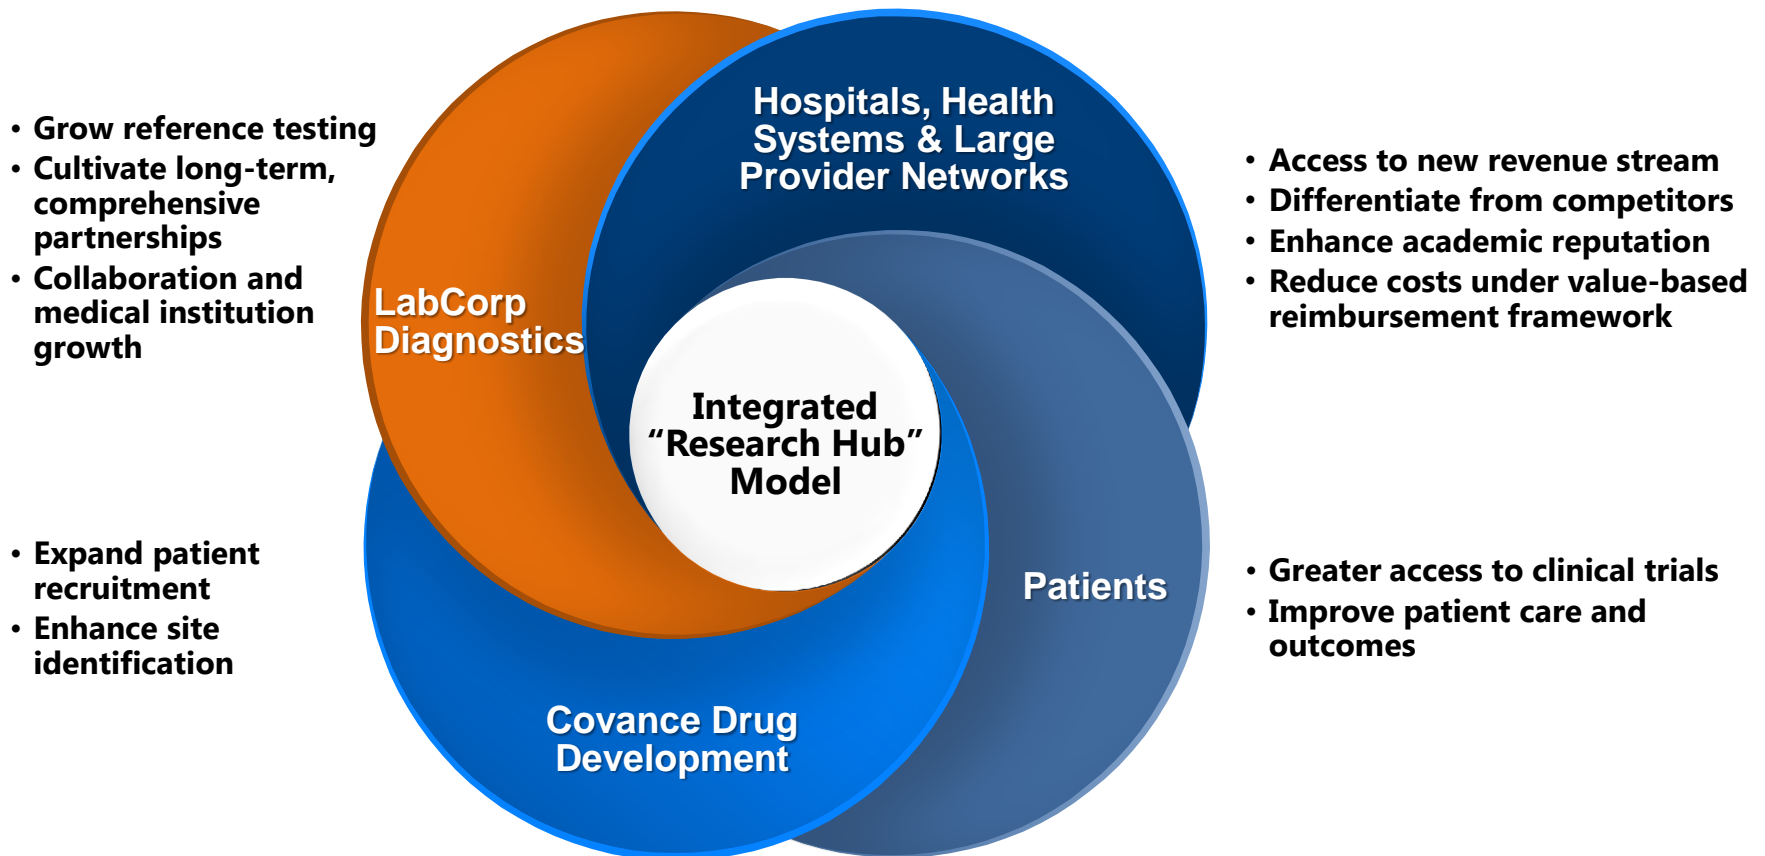 • Grow reference testing
• Cultivate long-term,
comprehensive
partnerships
• Collaboration and
medical institution
growth
LabCorp
Diagnostics
Hospitals, Health
Systems & Large
Provider Networks
• Access to new revenue stream
• Differentiate from competitors
• Enhance academic reputation
• Reduce costs under value-based
reimbursement framework
Integrated
“Research Hub”
Model
• Expand patient
recruitment
• Enhance site
identification
Covance Drug
Development
Patients
• Greater access to clinical trials
• Improve patient care and
outcomes